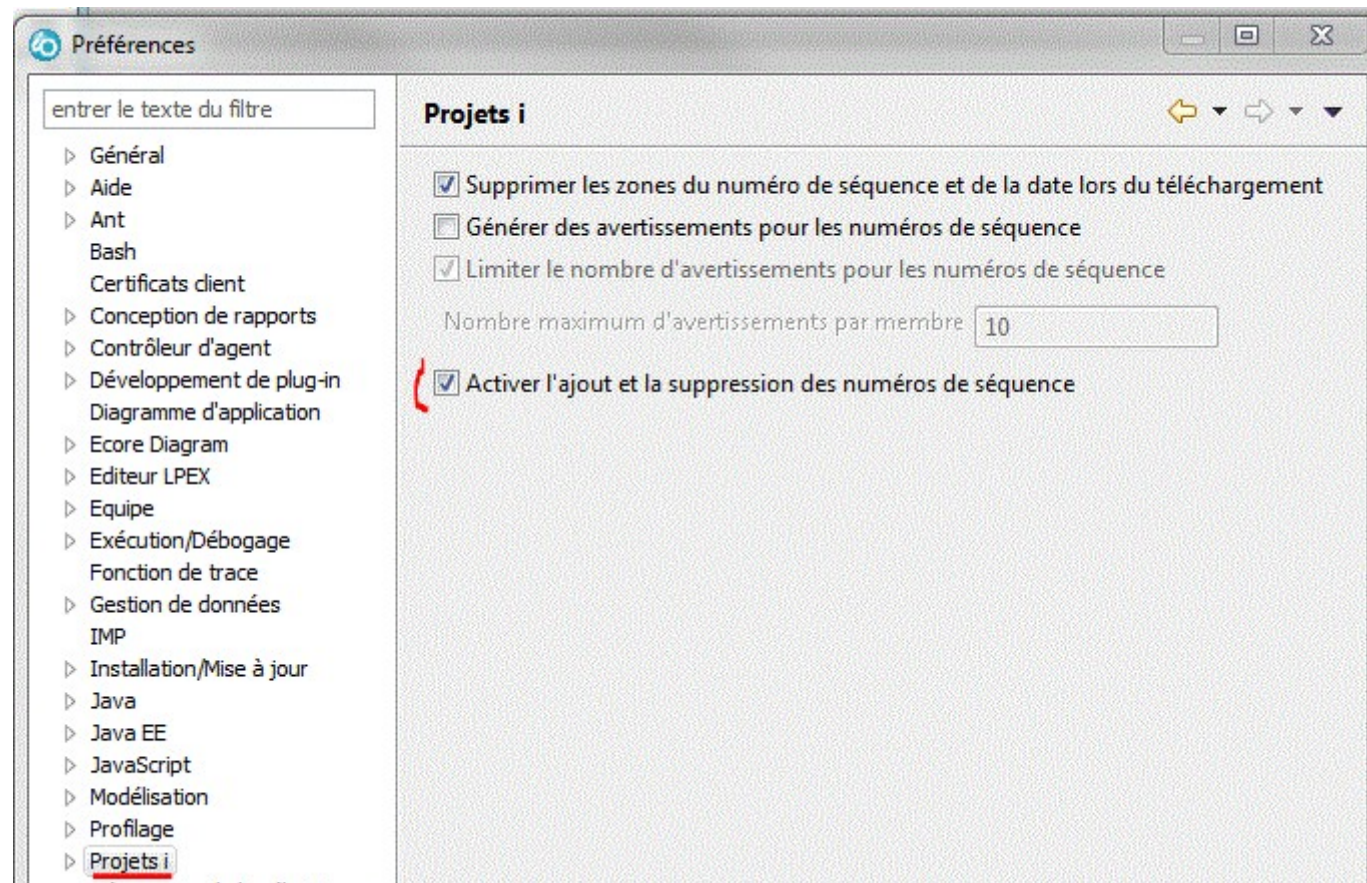 Préférences
entrer le texte du filtre
Général
Aide
Ant
Bash
Certificats client
Conception de rapports
Contrôleur d'agent
Développement de plug-in
Diagramme d'application
Ecore Diagram
Editeur LPEX
Equipe
Exécution/Débogage
Fonction de trace
Gestion de données
IMP
Installation/Mise à jour
Java
Java EE
JavaScript
Modélisation
Profilage
Projets i
Projets i
Supprimer les zones du numéro de séquence et de la date lors du téléchargement
Générer des avertissements pour les numéros de séquence
Limiter le nombre d'avertissements pour les numéros de séquence
Nombre maximum d'avertissements par membre 10
Activer l'ajout et la suppression des numéros de séquence